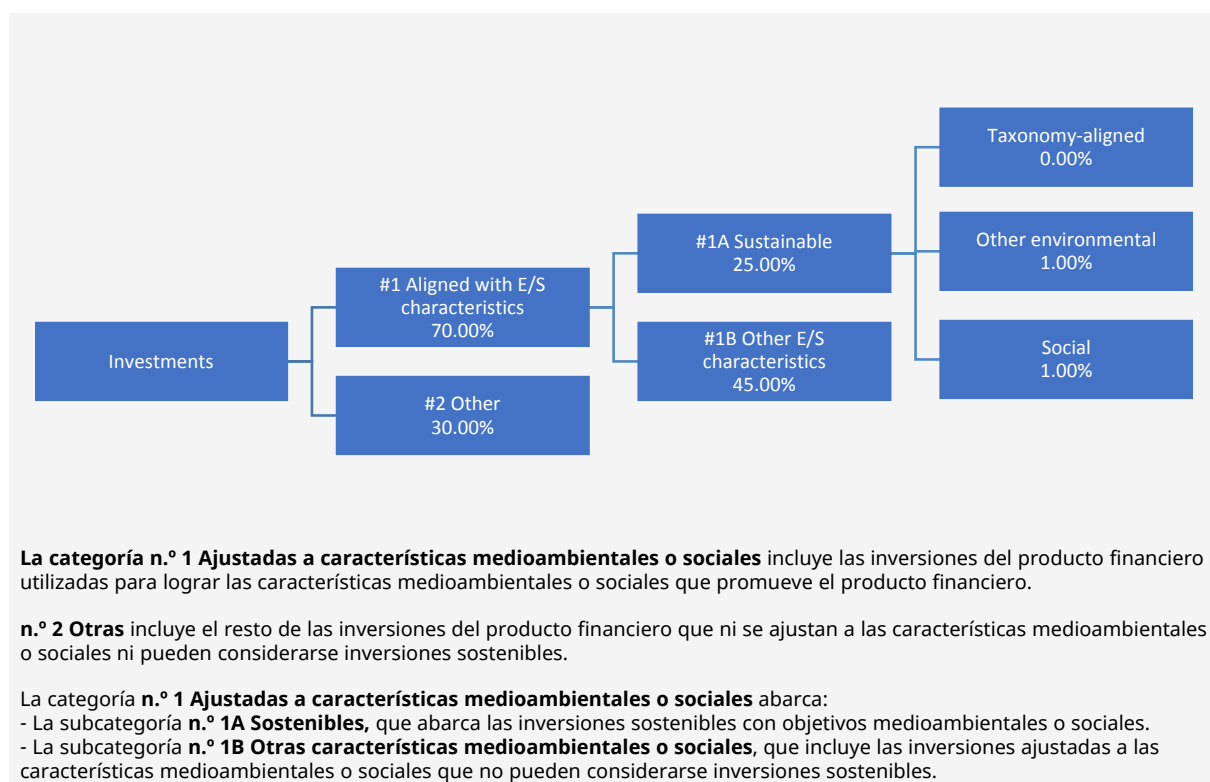 Investments
#1 Aligned with E/S
characteristics
70.00%
#2 Other
30.00%
#1A Sustainable
25.00%
#1B Other E/S
characteristics
45.00%
Taxonomy-aligned
0.00%
Other environmental
1.00%
Social
1.00%
La categoría n.º 1 Ajustadas a características medioambientales o sociales incluye las inversiones del producto financiero
utilizadas para lograr las características medioambientales o sociales que promueve el producto financiero.
n.º 2 Otras incluye el resto de las inversiones del producto financiero que ni se ajustan a las características medioambientales
o sociales ni pueden considerarse inversiones sostenibles.
La categoría n.º 1 Ajustadas a características medioambientales o sociales abarca:
- La subcategoría n.º 1A Sostenibles, que abarca las inversiones sostenibles con objetivos medioambientales o sociales.
- La subcategoría n.º 1B Otras características medioambientales o sociales, que incluye las inversiones ajustadas a las
características medioambientales o sociales que no pueden considerarse inversiones sostenibles.